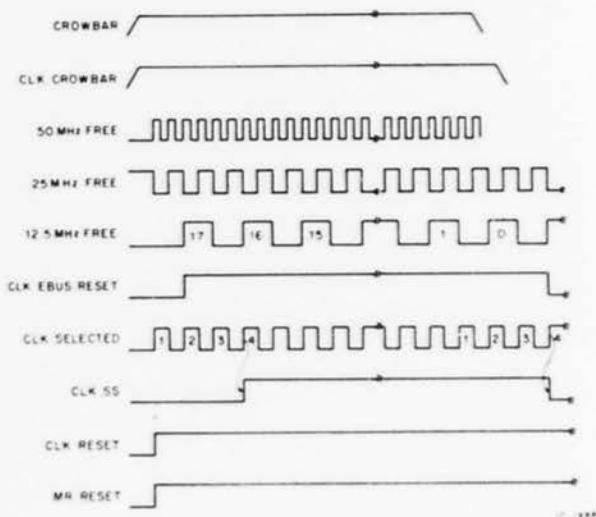 CROWBAR
CLK CROWBAR
50 MHz FREE
25 MHz FREE
12.5 MHz FREE 17 16 15 1 0
CLK EBUS RESET
CLK SELECTED 1 2 3 4 1 2 3 4
CLK SS
CLK RESET
MR RESET